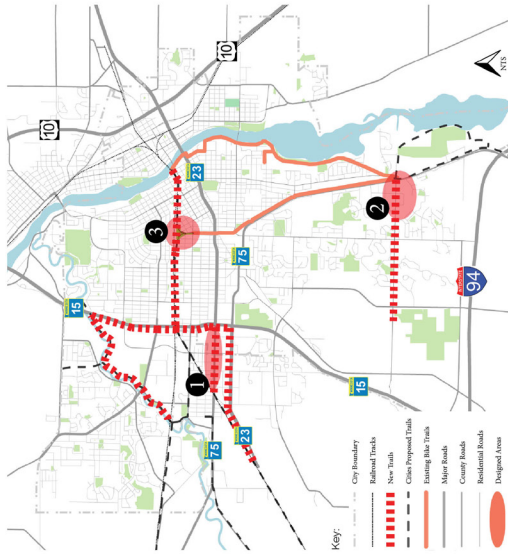 10
10
15
23
3
75
2
94
1
15
75
23
NTS
Key:
City Boundary
Railroad Tracks
New Trails
Cities Proposed Trails
Existing Bike Trails
Major Roads
County Roads
Residential Roads
Designed Areas